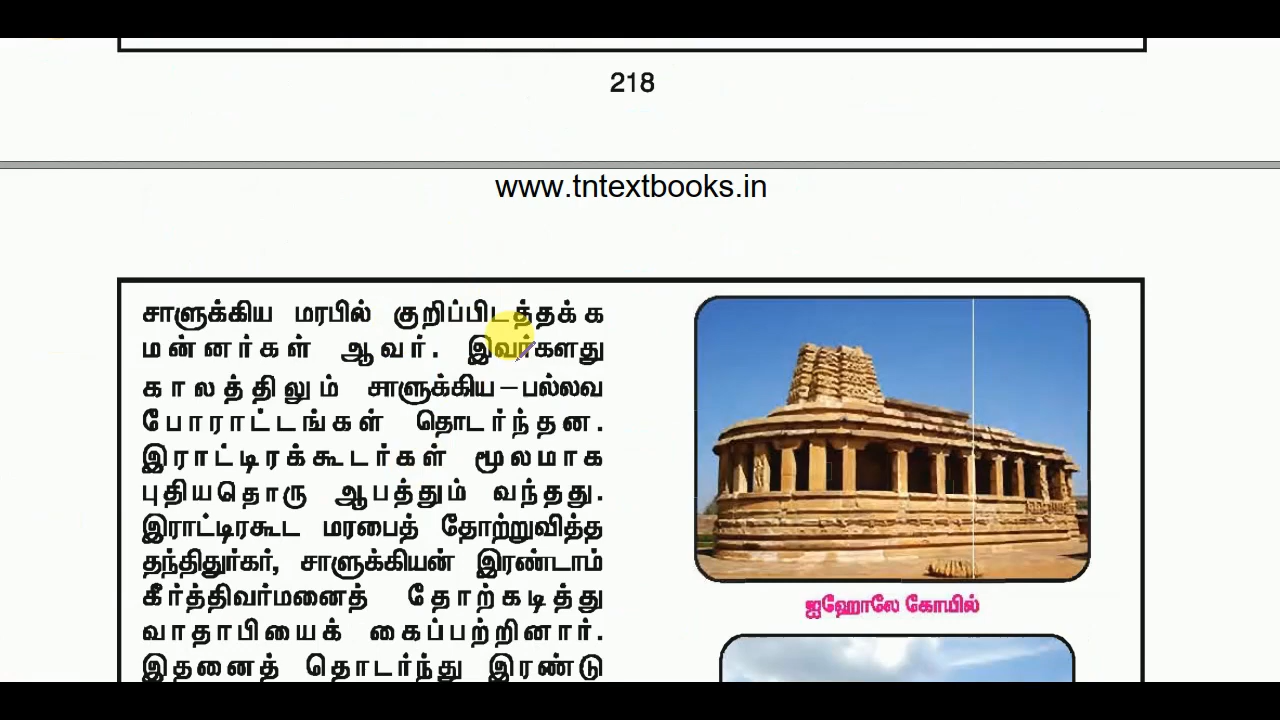 218
www.tntextbooks.in
சாளுக்கிய மரபில் குறிப்பிடத்தக்க
மன்னர்கள் ஆவர். இவர்களது
காலத்திலும் சாளுக்கிய–பல்லவ
போராட்டங்கள் தொடர்ந்தன.
இராட்டிரக்கூடர்கள் மூலமாக
புதியதொரு ஆபத்தும் வந்தது.
இராட்டிரகூட மரபைத் தோற்றுவித்த
தந்திதுர்கர், சாளுக்கியன் இரண்டாம்
கீர்த்திவர்மனைத் தோற்கடித்து
வாதாபியைக் கைப்பற்றினார்.
இதனைத் தொடர்ந்து இரண்டு
ஐஹோலே கோயில்